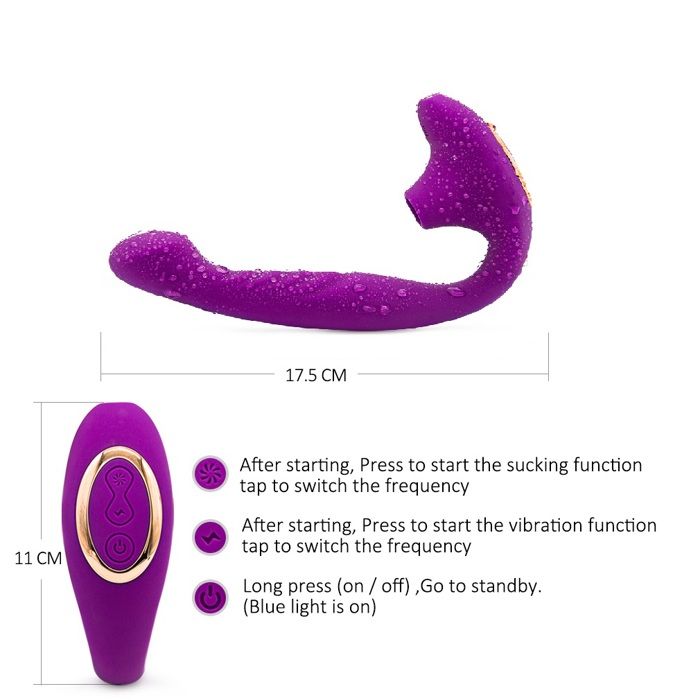 17.5 CM
11 CM
After starting, Press to start the sucking function
tap to switch the frequency
After starting, Press to start the vibration function
tap to switch the frequency
Long press (on / off) ,Go to standby.
(Blue light is on)